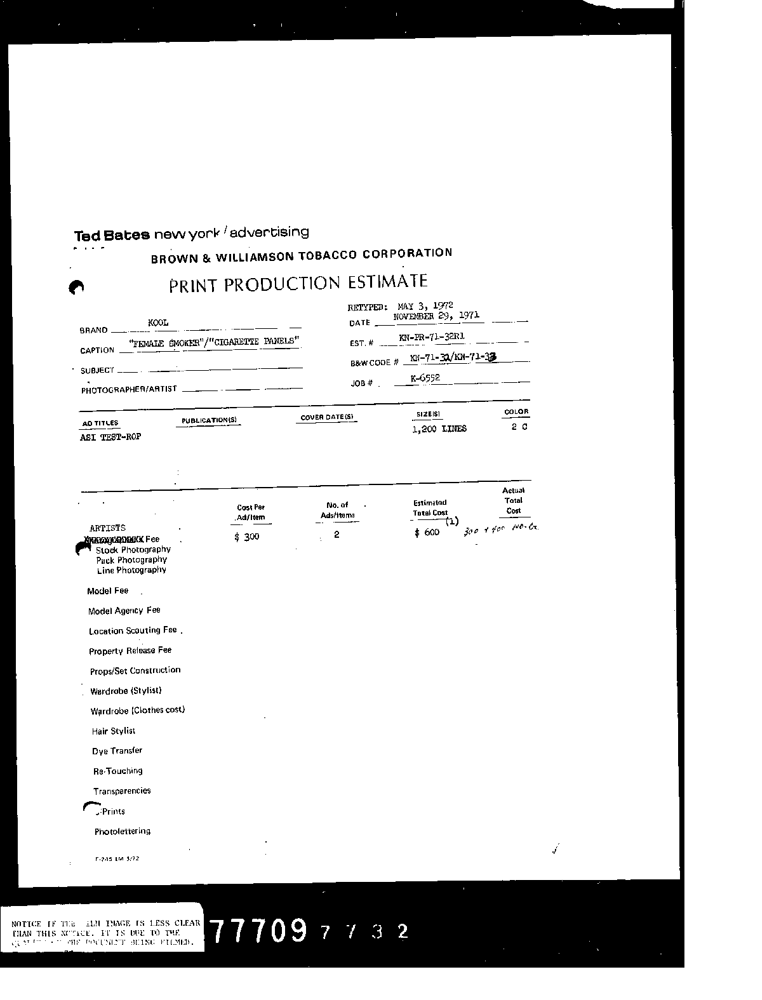 Ted Bates new york / advertising
BROWN & WILLIAMSON TOBACCO CORPORATION
PRINT PRODUCTION ESTIMATE
RETYPED: MAY 3, 1972
BRAND KOOL DATE NOVEMBER 29, 1971
CAPTION "FEMALE SMOKER"/"CIGARETTE PANELS" EST. # KN-PR-71-32R1
SUBJECT B&W CODE # KN-71-32/KN-71-33
PHOTOGRAPHER/ARTIST JOB # K-6552
AD TITLES PUBLICATION(S) COVER DATE(S) SIZE(S) COLOR
ASI TEST-ROP 1,200 LINES 2 C
Cost Per Ad/Item No. of Ads/Items Estimated Total Cost Actual Total Cost
(1)
ARTISTS
Fee $ 300 2 $ 600 300 + 400
Stock Photography
Pack Photography
Line Photography
Model Fee
Model Agency Fee
Location Scouting Fee
Property Release Fee
Props/Set Construction
Wardrobe (Stylist)
Wardrobe (Clothes cost)
Hair Stylist
Dye Transfer
Re-Touching
Transparencies
Prints
Photolettering
F-245 LM 3/72
NOTICE IF THE FILM IMAGE IS LESS CLEAR
THAN THIS NOTICE, IT IS DUE TO THE
QUALITY OF THE DOCUMENT BEING FILMED.
77709 7732